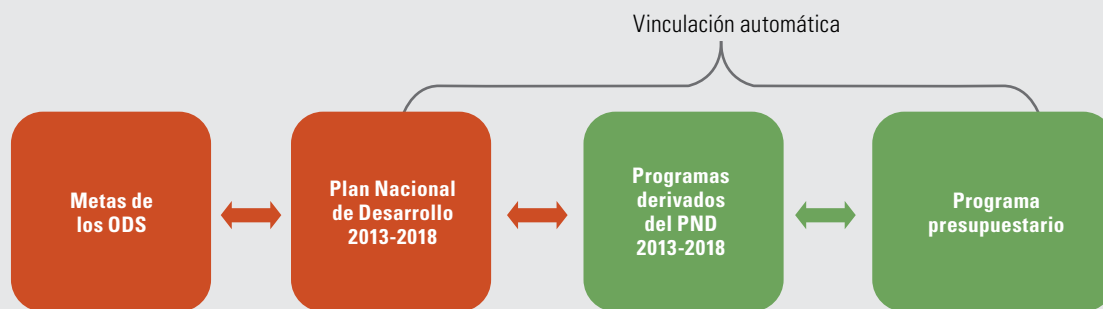 Vinculación automática
Metas de
los ODS
Plan Nacional
de Desarrollo
2013-2018
Programas
derivados
del PND
2013-2018
Programa
presupuestario